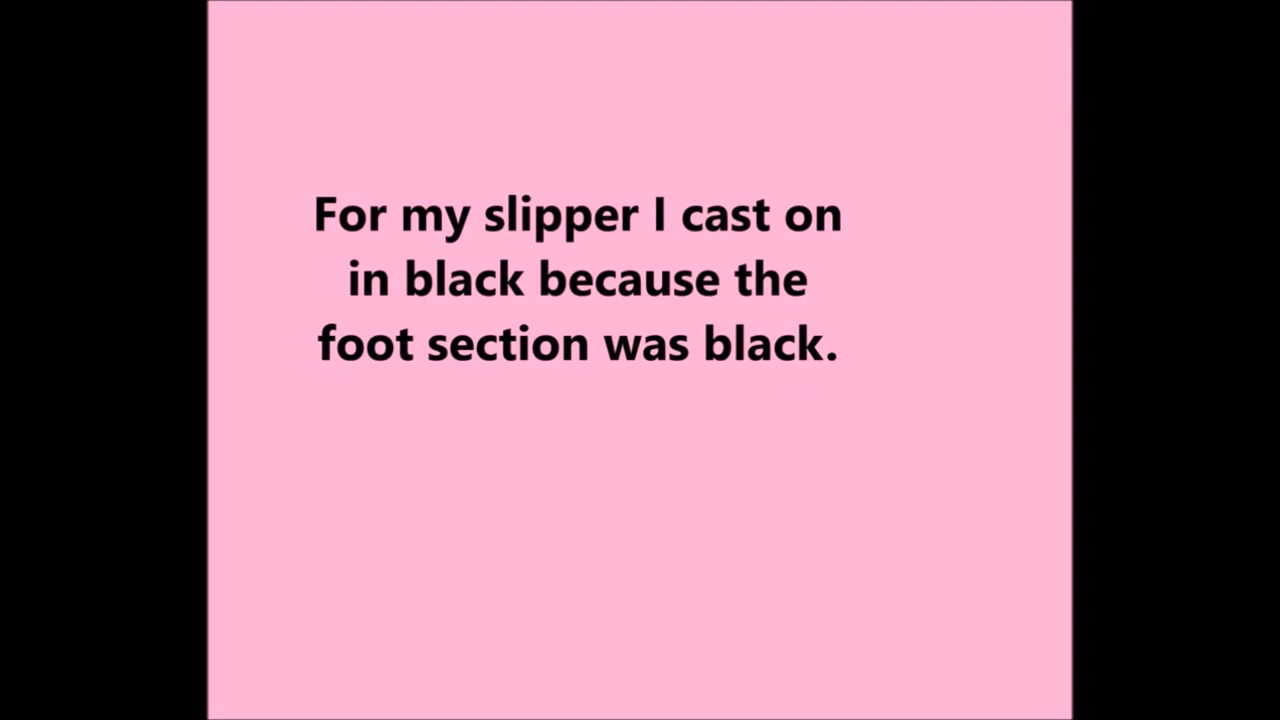 For my slipper I cast on
in black because the
foot section was black.